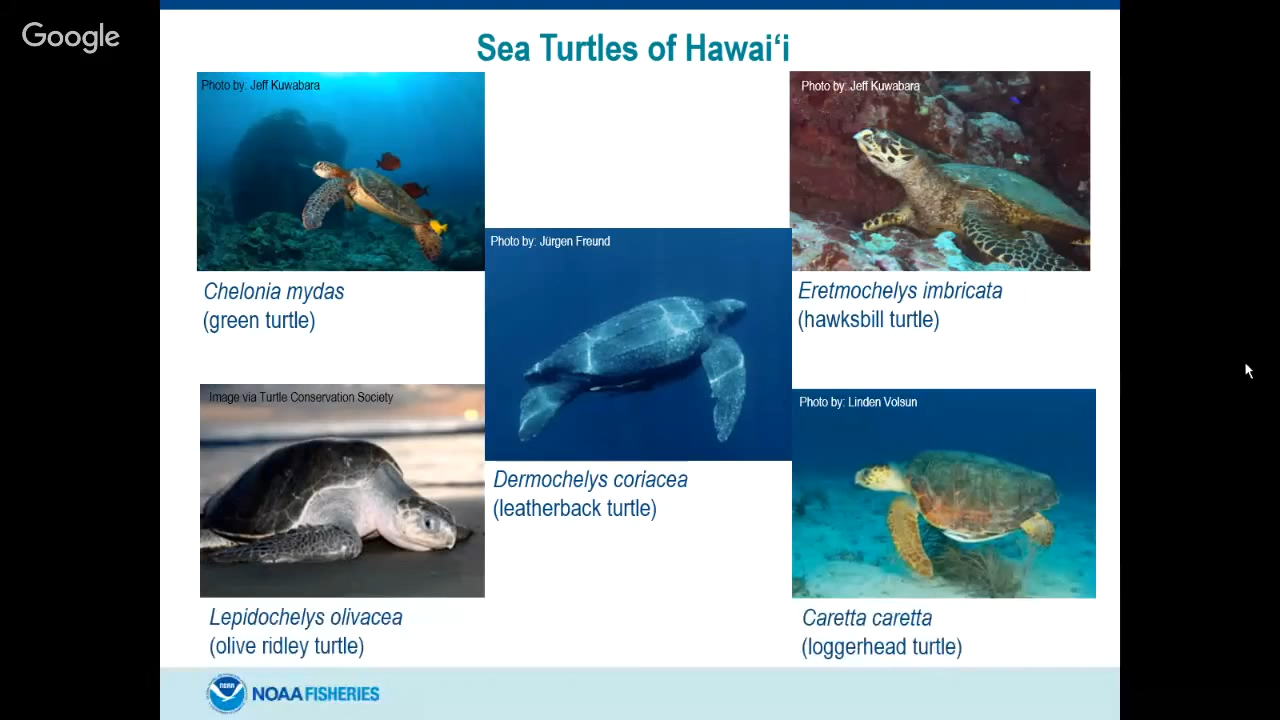 Google
Sea Turtles of Hawaiʻi
Photo by: Jeff Kuwabara
Chelonia mydas
(green turtle)
Photo by: Jeff Kuwabara
Eretmochelys imbricata
(hawksbill turtle)
Photo by: Jürgen Freund
Dermochelys coriacea
(leatherback turtle)
Image via Turtle Conservation Society
Lepidochelys olivacea
(olive ridley turtle)
Photo by: Linden Volsun
Caretta caretta
(loggerhead turtle)
NOAA
NOAA FISHERIES